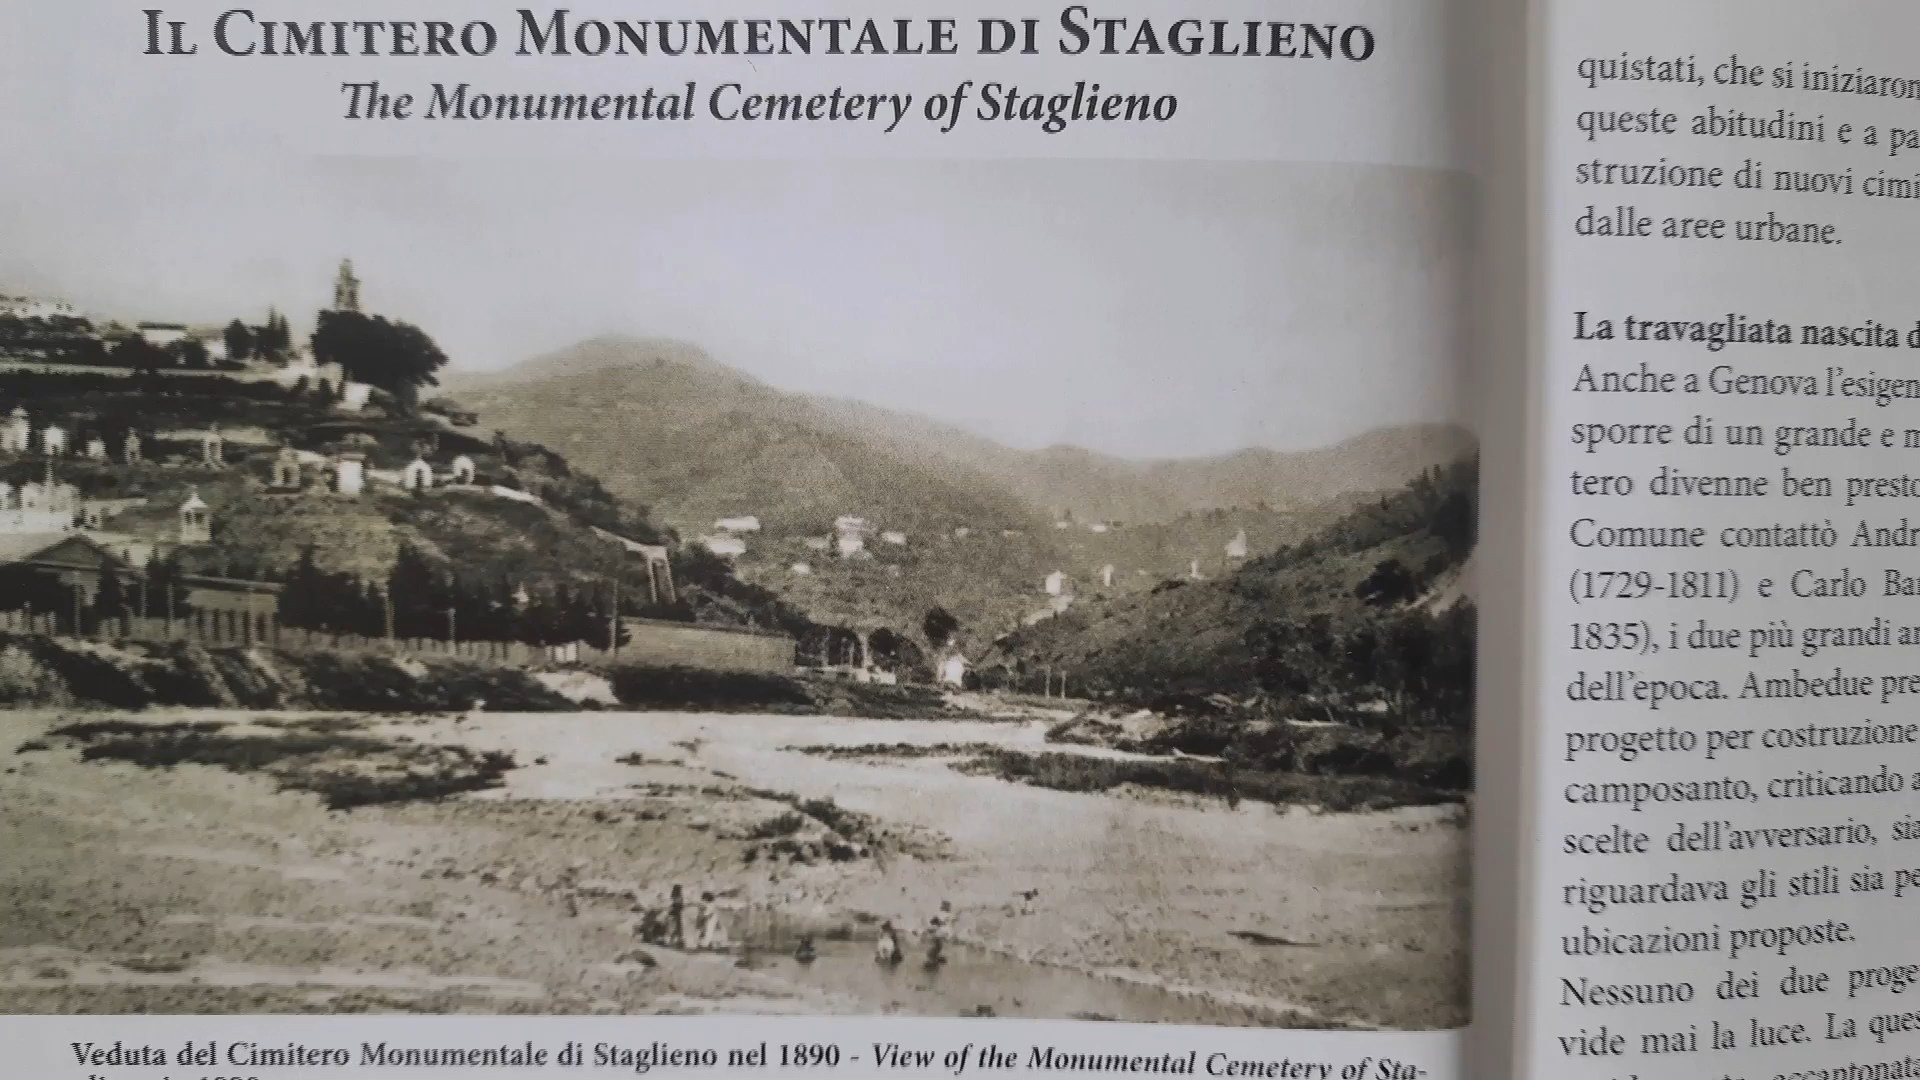 IL CIMITERO MONUMENTALE DI STAGLIENO
The Monumental Cemetery of Staglieno
Veduta del Cimitero Monumentale di Staglieno nel 1890 - View of the Monumental Cemetery of Sta-
quistati, che si iniziaron
queste abitudini e a pa
struzione di nuovi cimi
dalle aree urbane.
La travagliata nascita d
Anche a Genova l'esigen
sporre di un grande e m
tero divenne ben presto
Comune contattò Andr
(1729-1811) e Carlo Bar
1835), i due più grandi ar
dell'epoca. Ambedue pre
progetto per costruzione
camposanto, criticando a
scelte dell'avversario, sia
riguardava gli stili sia pe
ubicazioni proposte.
Nessuno dei due proge
vide mai la luce. La ques
accantonata